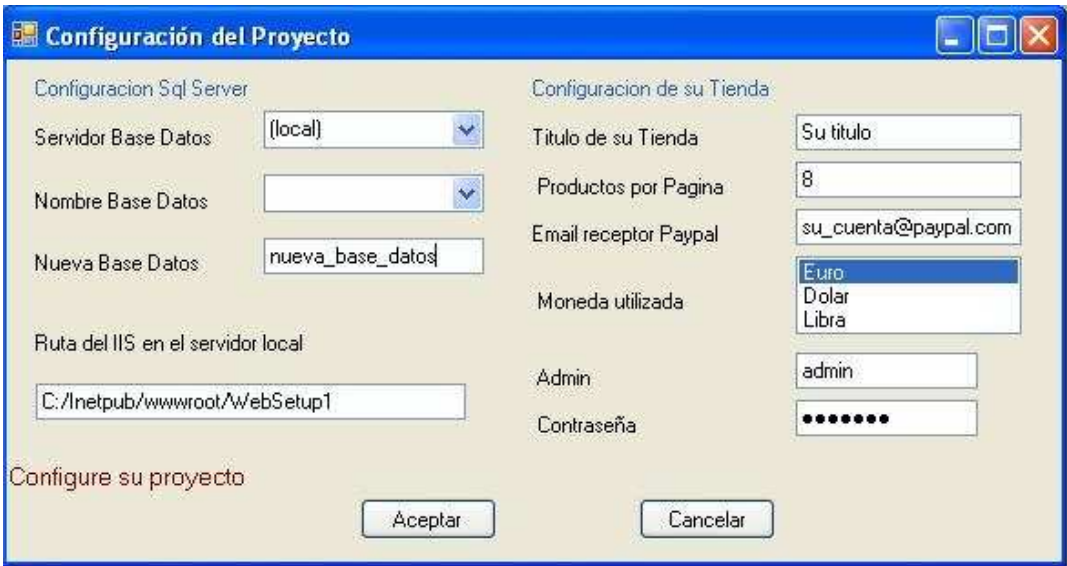 Configuración del Proyecto
Configuracion Sql Server
Servidor Base Datos
(local)
Nombre Base Datos
Nueva Base Datos
nueva_base_datos
Ruta del IIS en el servidor local
C:/Inetpub/wwwroot/WebSetup1
Configuracion de su Tienda
Titulo de su Tienda
Su titulo
Productos por Pagina
8
Email receptor Paypal
su_cuenta@paypal.com
Moneda utilizada
Euro
Dolar
Libra
Admin
admin
Contraseña
●●●●●●●
Configure su proyecto
Aceptar
Cancelar